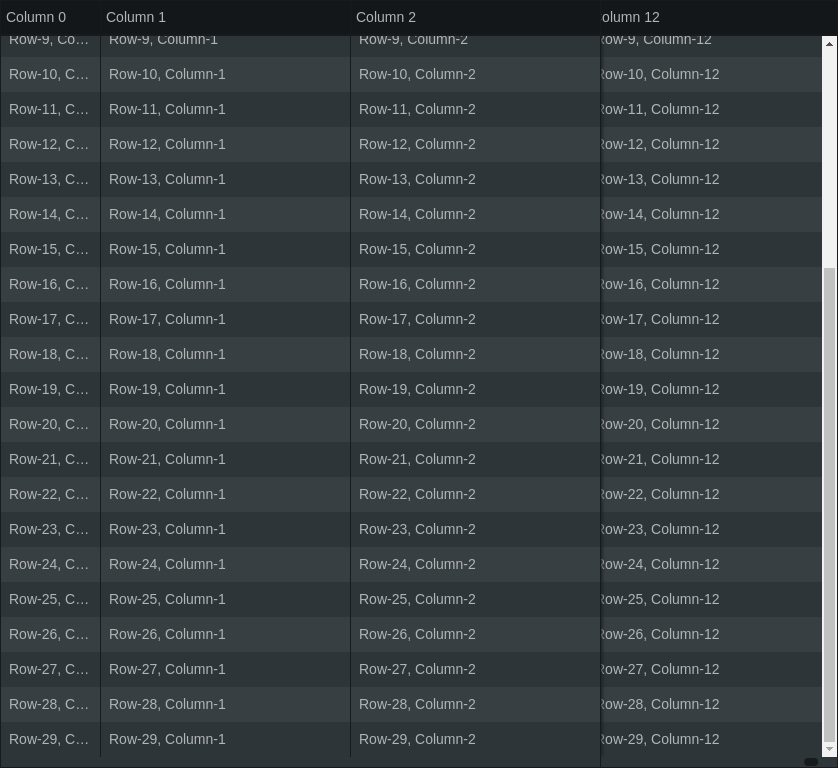 Column 0 Column 1 Column 2 olumn 12
Row-9, Co… Row-9, Column-1 Row-9, Column-2 ow-9, Column-12
Row-10, C… Row-10, Column-1 Row-10, Column-2 ow-10, Column-12
Row-11, C… Row-11, Column-1 Row-11, Column-2 ow-11, Column-12
Row-12, C… Row-12, Column-1 Row-12, Column-2 ow-12, Column-12
Row-13, C… Row-13, Column-1 Row-13, Column-2 ow-13, Column-12
Row-14, C… Row-14, Column-1 Row-14, Column-2 ow-14, Column-12
Row-15, C… Row-15, Column-1 Row-15, Column-2 ow-15, Column-12
Row-16, C… Row-16, Column-1 Row-16, Column-2 ow-16, Column-12
Row-17, C… Row-17, Column-1 Row-17, Column-2 ow-17, Column-12
Row-18, C… Row-18, Column-1 Row-18, Column-2 ow-18, Column-12
Row-19, C… Row-19, Column-1 Row-19, Column-2 ow-19, Column-12
Row-20, C… Row-20, Column-1 Row-20, Column-2 ow-20, Column-12
Row-21, C… Row-21, Column-1 Row-21, Column-2 ow-21, Column-12
Row-22, C… Row-22, Column-1 Row-22, Column-2 ow-22, Column-12
Row-23, C… Row-23, Column-1 Row-23, Column-2 ow-23, Column-12
Row-24, C… Row-24, Column-1 Row-24, Column-2 ow-24, Column-12
Row-25, C… Row-25, Column-1 Row-25, Column-2 ow-25, Column-12
Row-26, C… Row-26, Column-1 Row-26, Column-2 ow-26, Column-12
Row-27, C… Row-27, Column-1 Row-27, Column-2 ow-27, Column-12
Row-28, C… Row-28, Column-1 Row-28, Column-2 ow-28, Column-12
Row-29, C… Row-29, Column-1 Row-29, Column-2 ow-29, Column-12